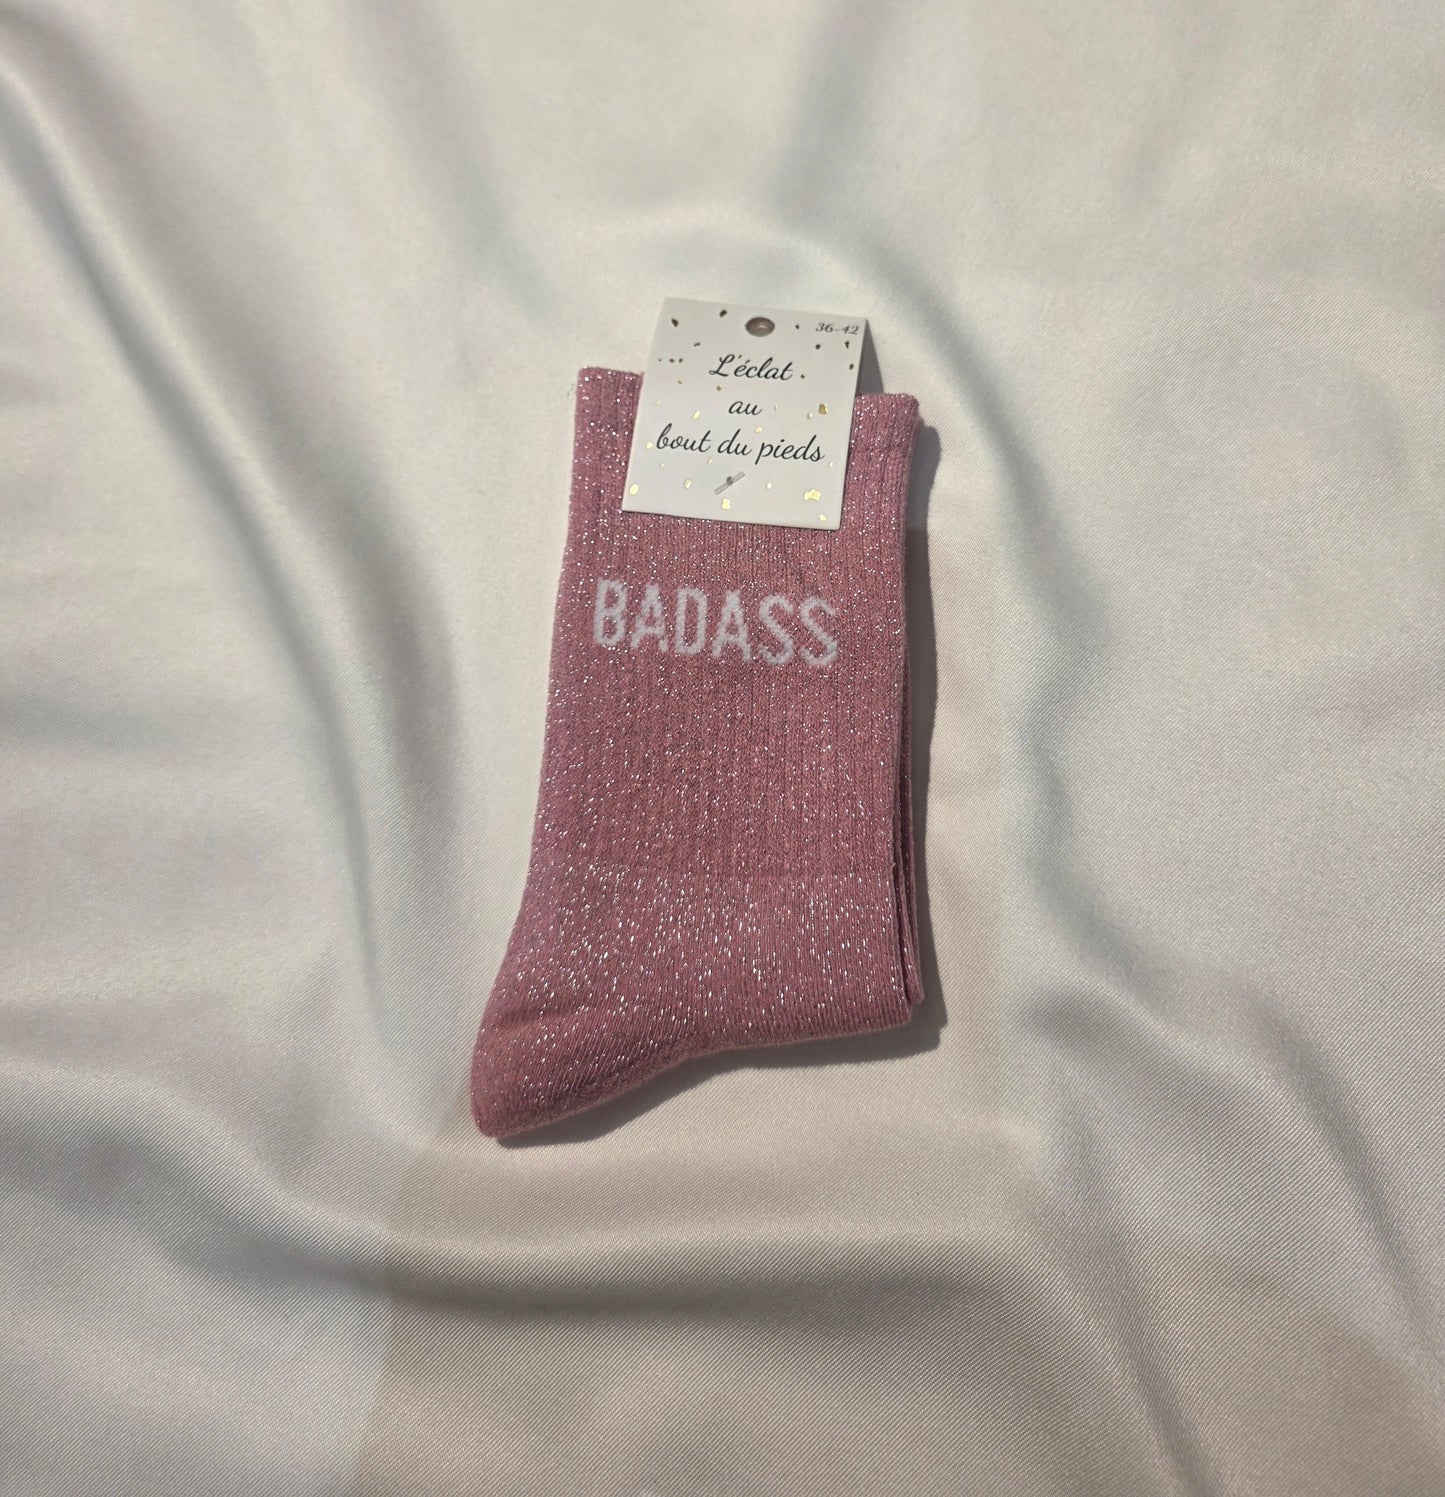 36-42
L'éclat
au
bout du pieds
BADASS